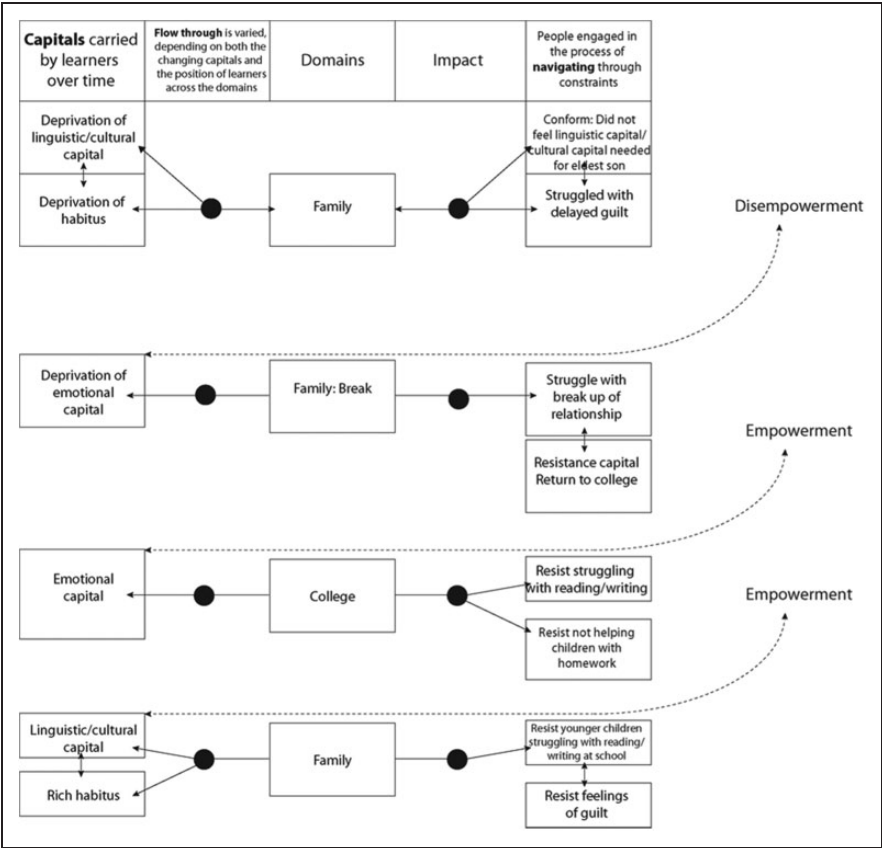 Capitals carried
by learners
over time
Flow through is varied,
depending on both the
changing capitals and
the position of learners
across the domains
Domains
Impact
People engaged in
the process of
navigating through
constraints
Deprivation of
linguistic/cultural
capital
Conform: Did not
feel linguistic capital/
cultural capital needed
for eldest son
Deprivation of
habitus
Family
Struggled with
delayed guilt
Disempowerment
Deprivation of
emotional
capital
Family: Break
Struggle with
break up of
relationship
Resistance capital
Return to college
Empowerment
Emotional
capital
College
Resist struggling
with reading/writing
Resist not helping
children with
homework
Empowerment
Linguistic/cultural
capital
Rich habitus
Family
Resist younger children
struggling with reading/
writing at school
Resist feelings
of guilt